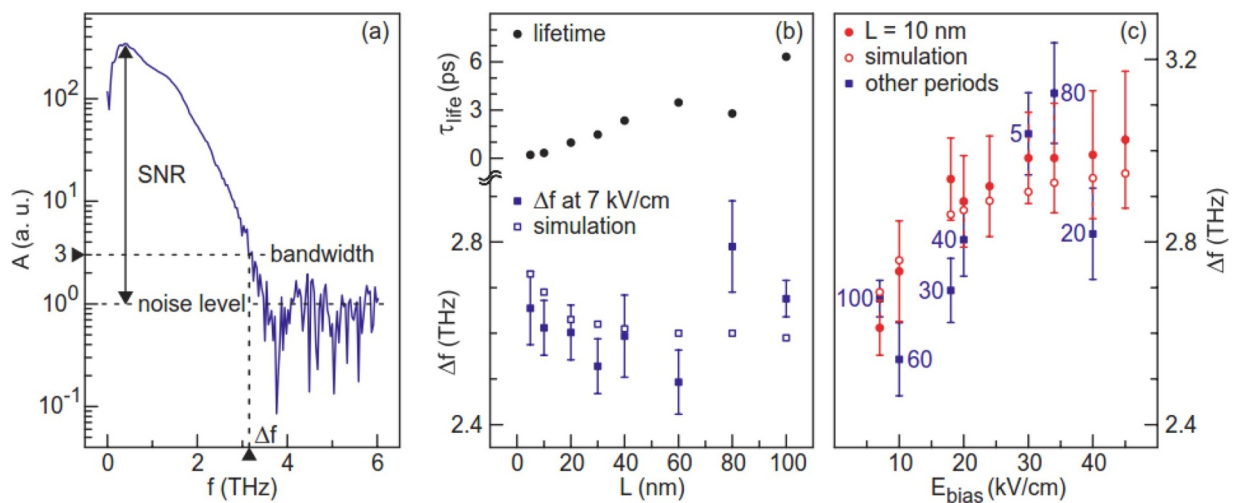 (a)
10²
10¹
3
10⁰
10⁻¹
A (a. u.)
SNR
bandwidth
noise level
Δf
0 2 4 6
f (THz)
(b)
lifetime
6
3
0
τlife (ps)
Δf at 7 kV/cm
simulation
2.8
2.4
Δf (THz)
0 20 40 60 80 100
L (nm)
(c)
L = 10 nm
simulation
other periods
80
5
40
20
30
100
60
3.2
2.8
2.4
Δf (THz)
10 20 30 40
Ebias (kV/cm)